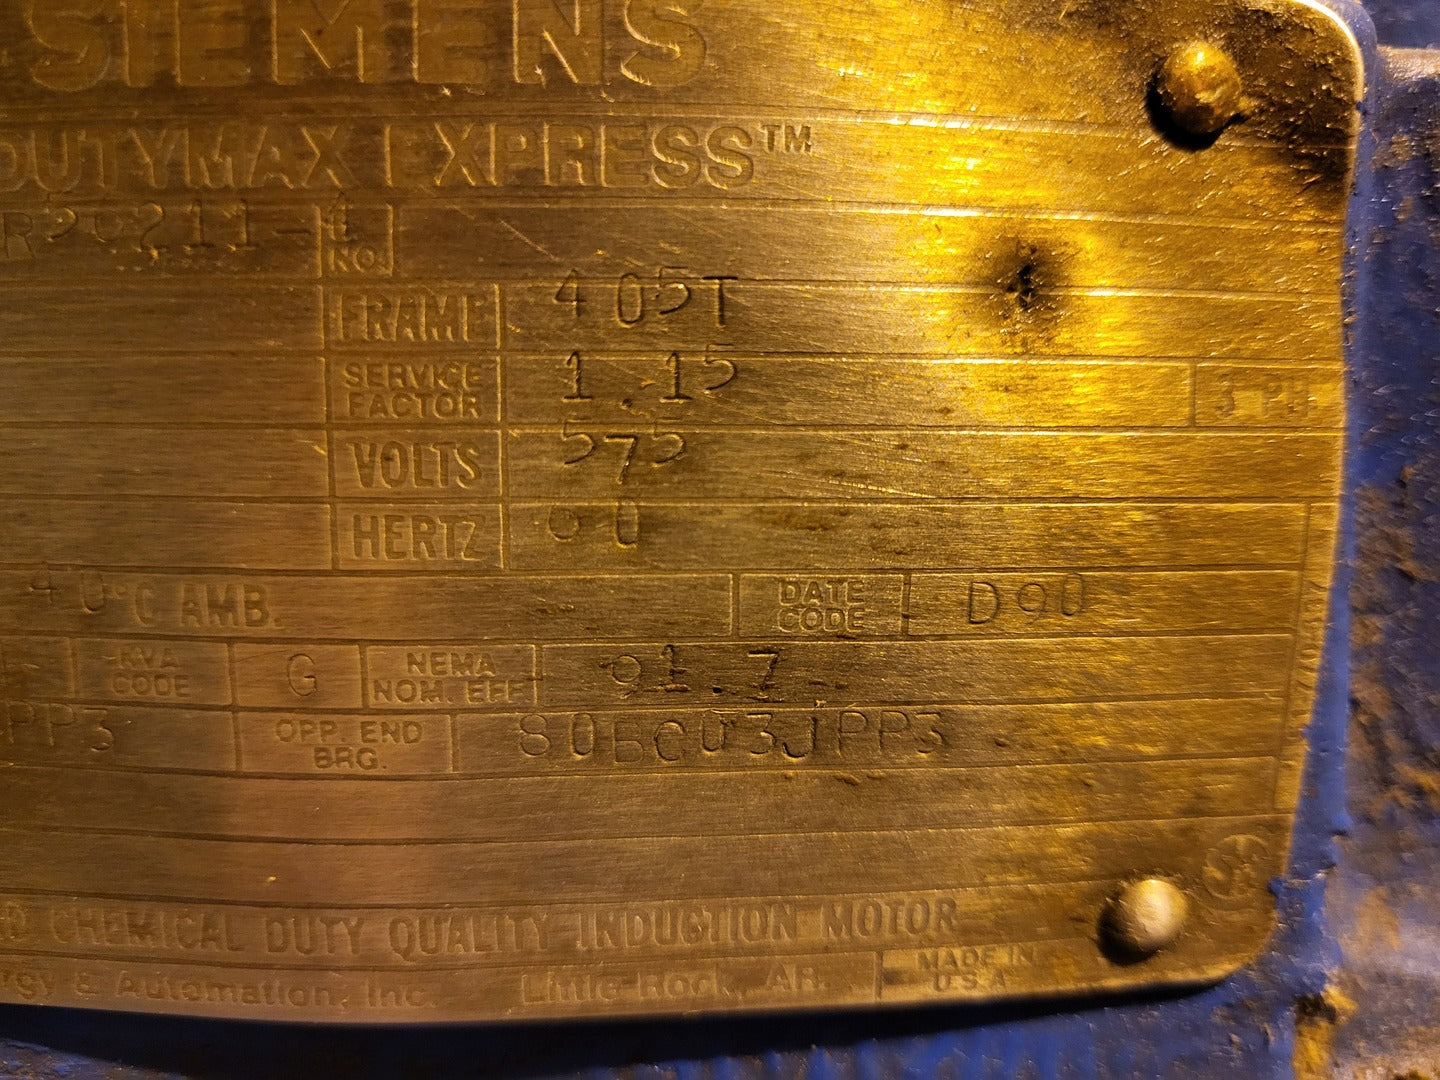 SIEMENS
DUTYMAX EXPRESS™
No.
FRAME 405T
SERVICE FACTOR 1.15 3 PH
VOLTS 575
HERTZ 60
40°C AMB. DATE CODE D90
KVA CODE G NEMA NOM. EFF 91.7
PP3 OPP. END BRG. 80BC03JPP3
CHEMICAL DUTY QUALITY INDUCTION MOTOR
rgy & Automation, Inc. Little Rock, AR. MADE IN U.S.A